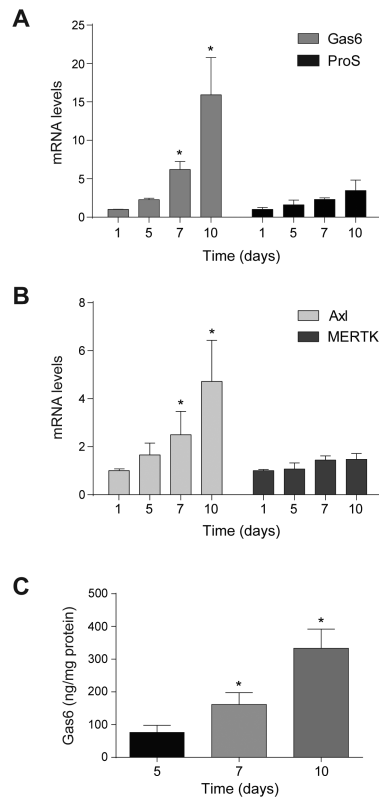 A
Gas6
ProS
mRNA levels
25
20
15
10
5
0
*
*
1 5 7 10 1 5 7 10
Time (days)
B
Axl
MERTK
mRNA levels
8
6
4
2
0
*
*
1 5 7 10 1 5 7 10
Time (days)
C
Gas6 (ng/mg protein)
500
400
300
200
100
0
*
*
5 7 10
Time (days)